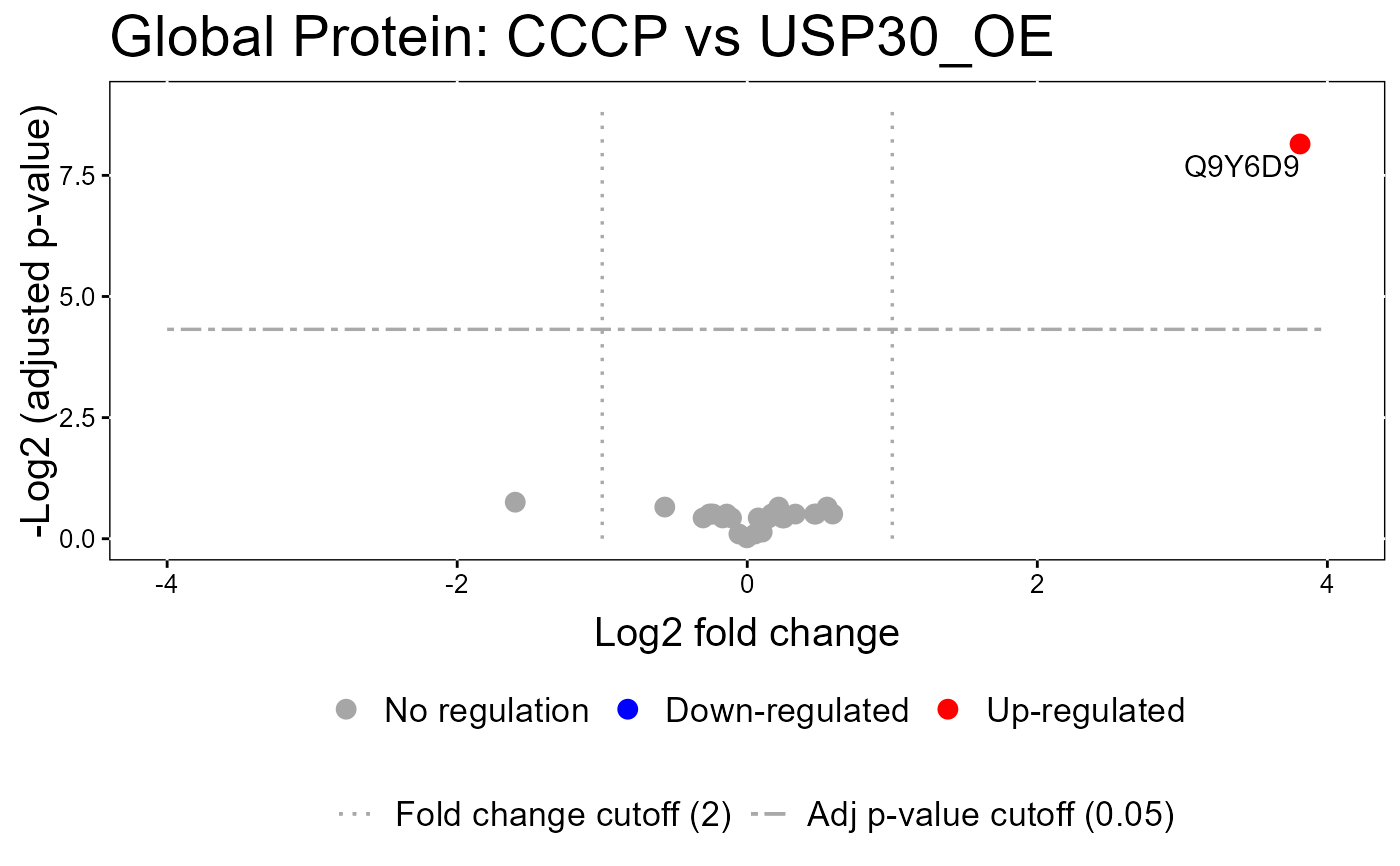 Global Protein: CCCP vs USP30_OE
-Log2 (adjusted p-value)
7.5
5.0
2.5
0.0
Q9Y6D9
-4 -2 0 2 4
Log2 fold change
No regulation Down-regulated Up-regulated
Fold change cutoff (2) Adj p-value cutoff (0.05)